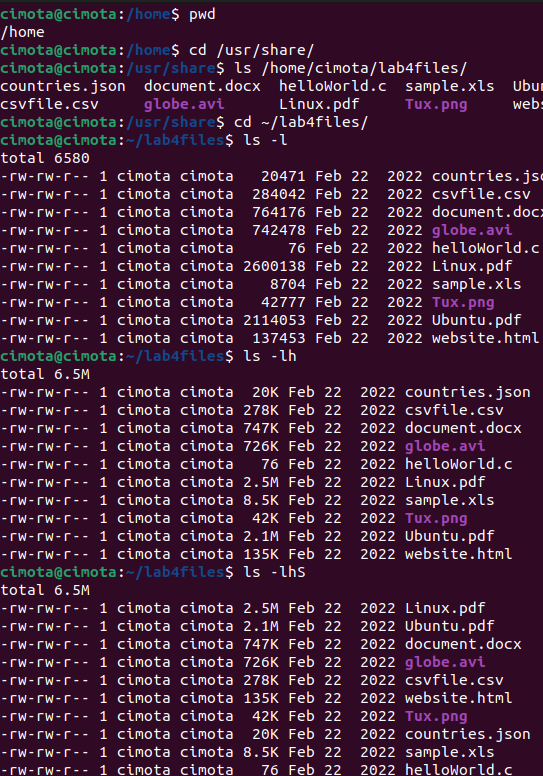 cimota@cimota:/home$ pwd
/home
cimota@cimota:/home$ cd /usr/share/
cimota@cimota:/usr/share$ ls /home/cimota/lab4files/
countries.json  document.docx  helloWorld.c  sample.xls  Ubu
csvfile.csv     globe.avi      Linux.pdf     Tux.png     webs
cimota@cimota:/usr/share$ cd ~/lab4files/
cimota@cimota:~/lab4files$ ls -l
total 6580
-rw-rw-r-- 1 cimota cimota   20471 Feb 22  2022 countries.jso
-rw-rw-r-- 1 cimota cimota  284042 Feb 22  2022 csvfile.csv
-rw-rw-r-- 1 cimota cimota  764176 Feb 22  2022 document.docx
-rw-rw-r-- 1 cimota cimota  742478 Feb 22  2022 globe.avi
-rw-rw-r-- 1 cimota cimota      76 Feb 22  2022 helloWorld.c
-rw-rw-r-- 1 cimota cimota 2600138 Feb 22  2022 Linux.pdf
-rw-rw-r-- 1 cimota cimota    8704 Feb 22  2022 sample.xls
-rw-rw-r-- 1 cimota cimota   42777 Feb 22  2022 Tux.png
-rw-rw-r-- 1 cimota cimota 2114053 Feb 22  2022 Ubuntu.pdf
-rw-rw-r-- 1 cimota cimota  137453 Feb 22  2022 website.html
cimota@cimota:~/lab4files$ ls -lh
total 6.5M
-rw-rw-r-- 1 cimota cimota  20K Feb 22  2022 countries.json
-rw-rw-r-- 1 cimota cimota 278K Feb 22  2022 csvfile.csv
-rw-rw-r-- 1 cimota cimota 747K Feb 22  2022 document.docx
-rw-rw-r-- 1 cimota cimota 726K Feb 22  2022 globe.avi
-rw-rw-r-- 1 cimota cimota   76 Feb 22  2022 helloWorld.c
-rw-rw-r-- 1 cimota cimota 2.5M Feb 22  2022 Linux.pdf
-rw-rw-r-- 1 cimota cimota 8.5K Feb 22  2022 sample.xls
-rw-rw-r-- 1 cimota cimota  42K Feb 22  2022 Tux.png
-rw-rw-r-- 1 cimota cimota 2.1M Feb 22  2022 Ubuntu.pdf
-rw-rw-r-- 1 cimota cimota 135K Feb 22  2022 website.html
cimota@cimota:~/lab4files$ ls -lhS
total 6.5M
-rw-rw-r-- 1 cimota cimota 2.5M Feb 22  2022 Linux.pdf
-rw-rw-r-- 1 cimota cimota 2.1M Feb 22  2022 Ubuntu.pdf
-rw-rw-r-- 1 cimota cimota 747K Feb 22  2022 document.docx
-rw-rw-r-- 1 cimota cimota 726K Feb 22  2022 globe.avi
-rw-rw-r-- 1 cimota cimota 278K Feb 22  2022 csvfile.csv
-rw-rw-r-- 1 cimota cimota 135K Feb 22  2022 website.html
-rw-rw-r-- 1 cimota cimota  42K Feb 22  2022 Tux.png
-rw-rw-r-- 1 cimota cimota  20K Feb 22  2022 countries.json
-rw-rw-r-- 1 cimota cimota 8.5K Feb 22  2022 sample.xls
-rw-rw-r-- 1 cimota cimota   76 Feb 22  2022 helloWorld.c